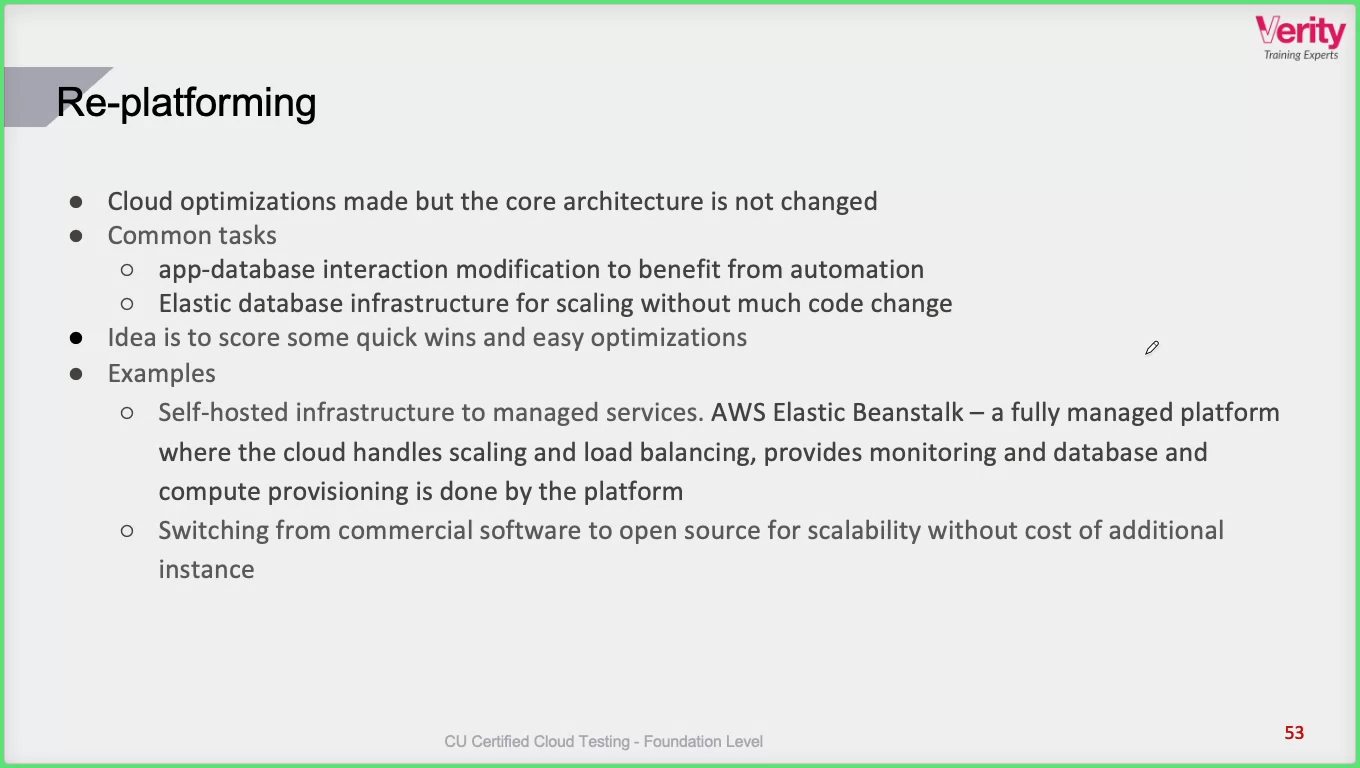 Verity
Training Experts
Re-platforming
● Cloud optimizations made but the core architecture is not changed
● Common tasks
○ app-database interaction modification to benefit from automation
○ Elastic database infrastructure for scaling without much code change
● Idea is to score some quick wins and easy optimizations
● Examples
○ Self-hosted infrastructure to managed services. AWS Elastic Beanstalk – a fully managed platform
where the cloud handles scaling and load balancing, provides monitoring and database and
compute provisioning is done by the platform
○ Switching from commercial software to open source for scalability without cost of additional
instance
CU Certified Cloud Testing - Foundation Level
53